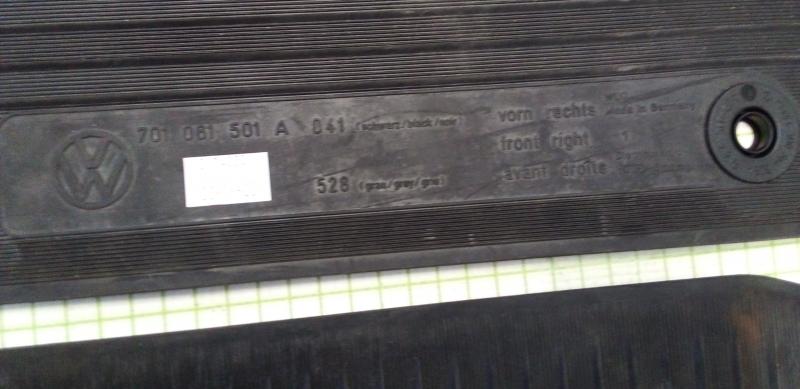 701 061 501 A 041 (schwarz/black/noir)
528 (grau/grey/gris)
vorn rechts
front right
avant droite
Made in Germany
1